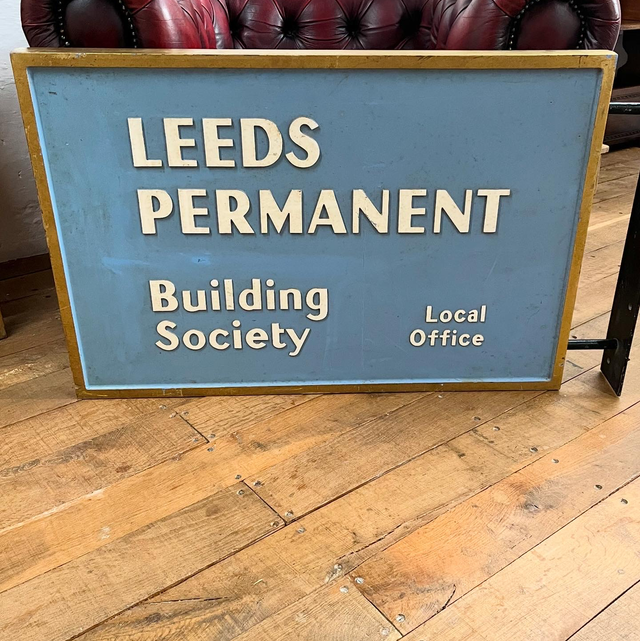 LEEDS
PERMANENT
Building
Society
Local
Office